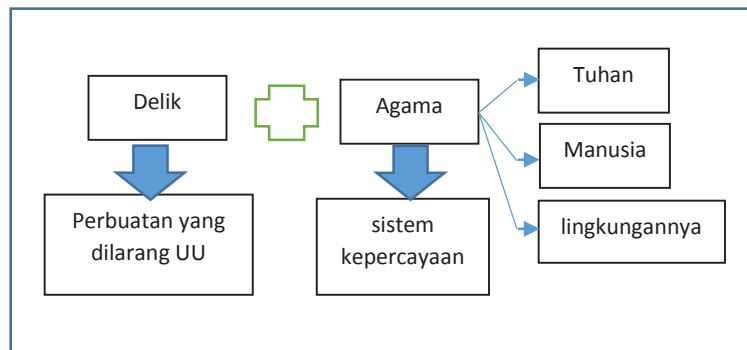 Delik
Agama
Tuhan
Manusia
lingkungannya
Perbuatan yang
dilarang UU
sistem
kepercayaan